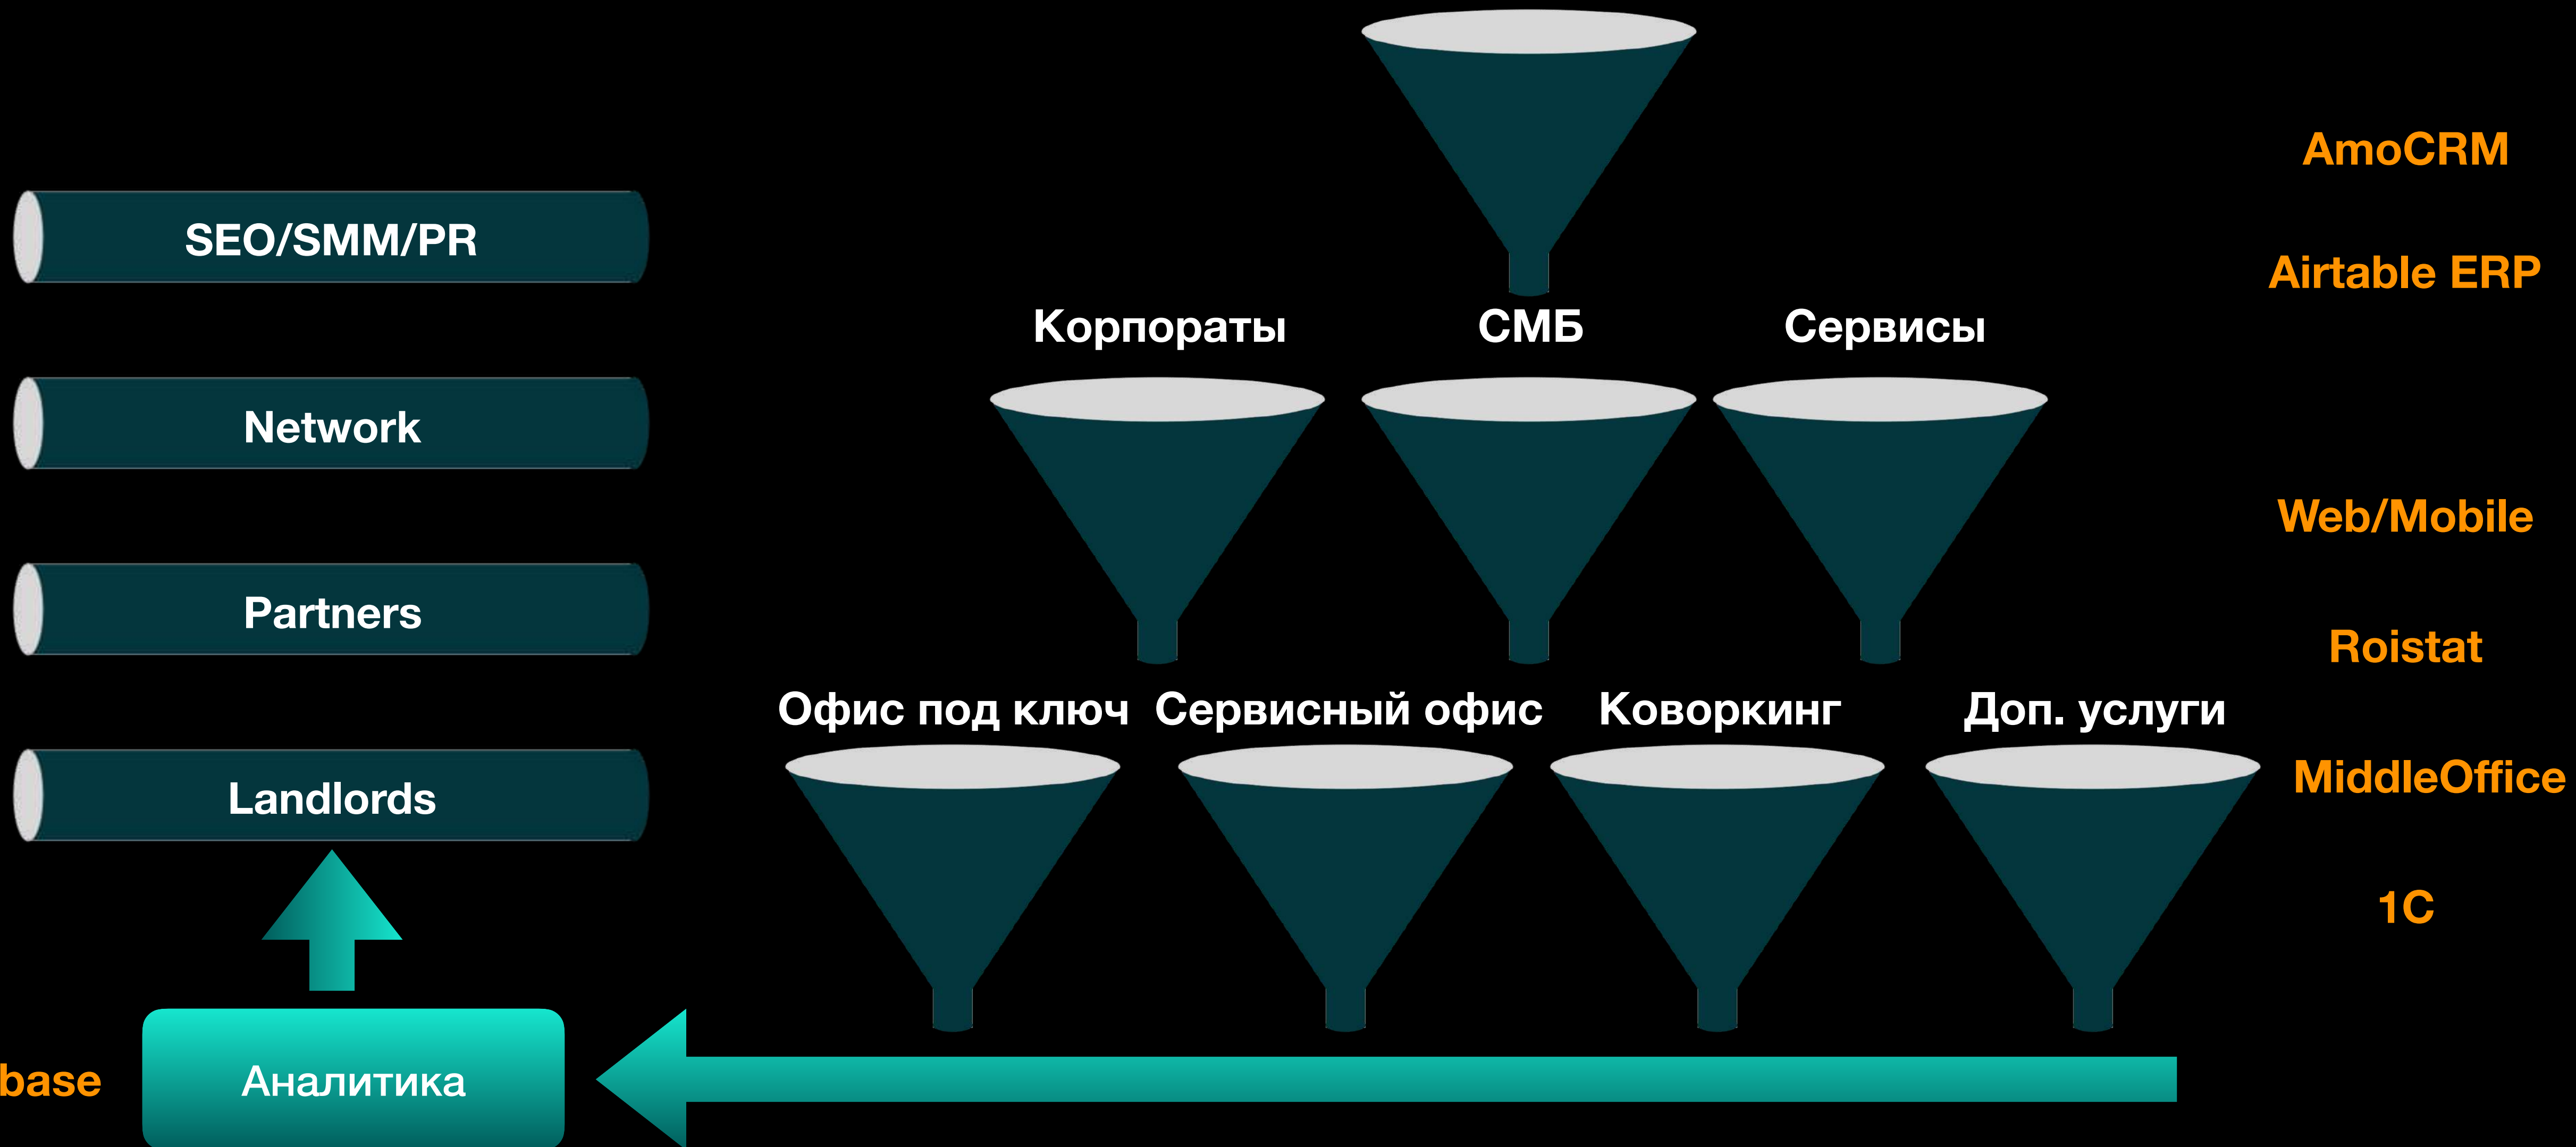 AmoCRM
SEO/SMM/PR
Airtable ERP
Корпораты
СМБ
Сервисы
Network
Web/Mobile
Partners
Roistat
Офис под ключ
Сервисный офис
Коворкинг
Доп. услуги
MiddleOffice
Landlords
1C
base
Аналитика